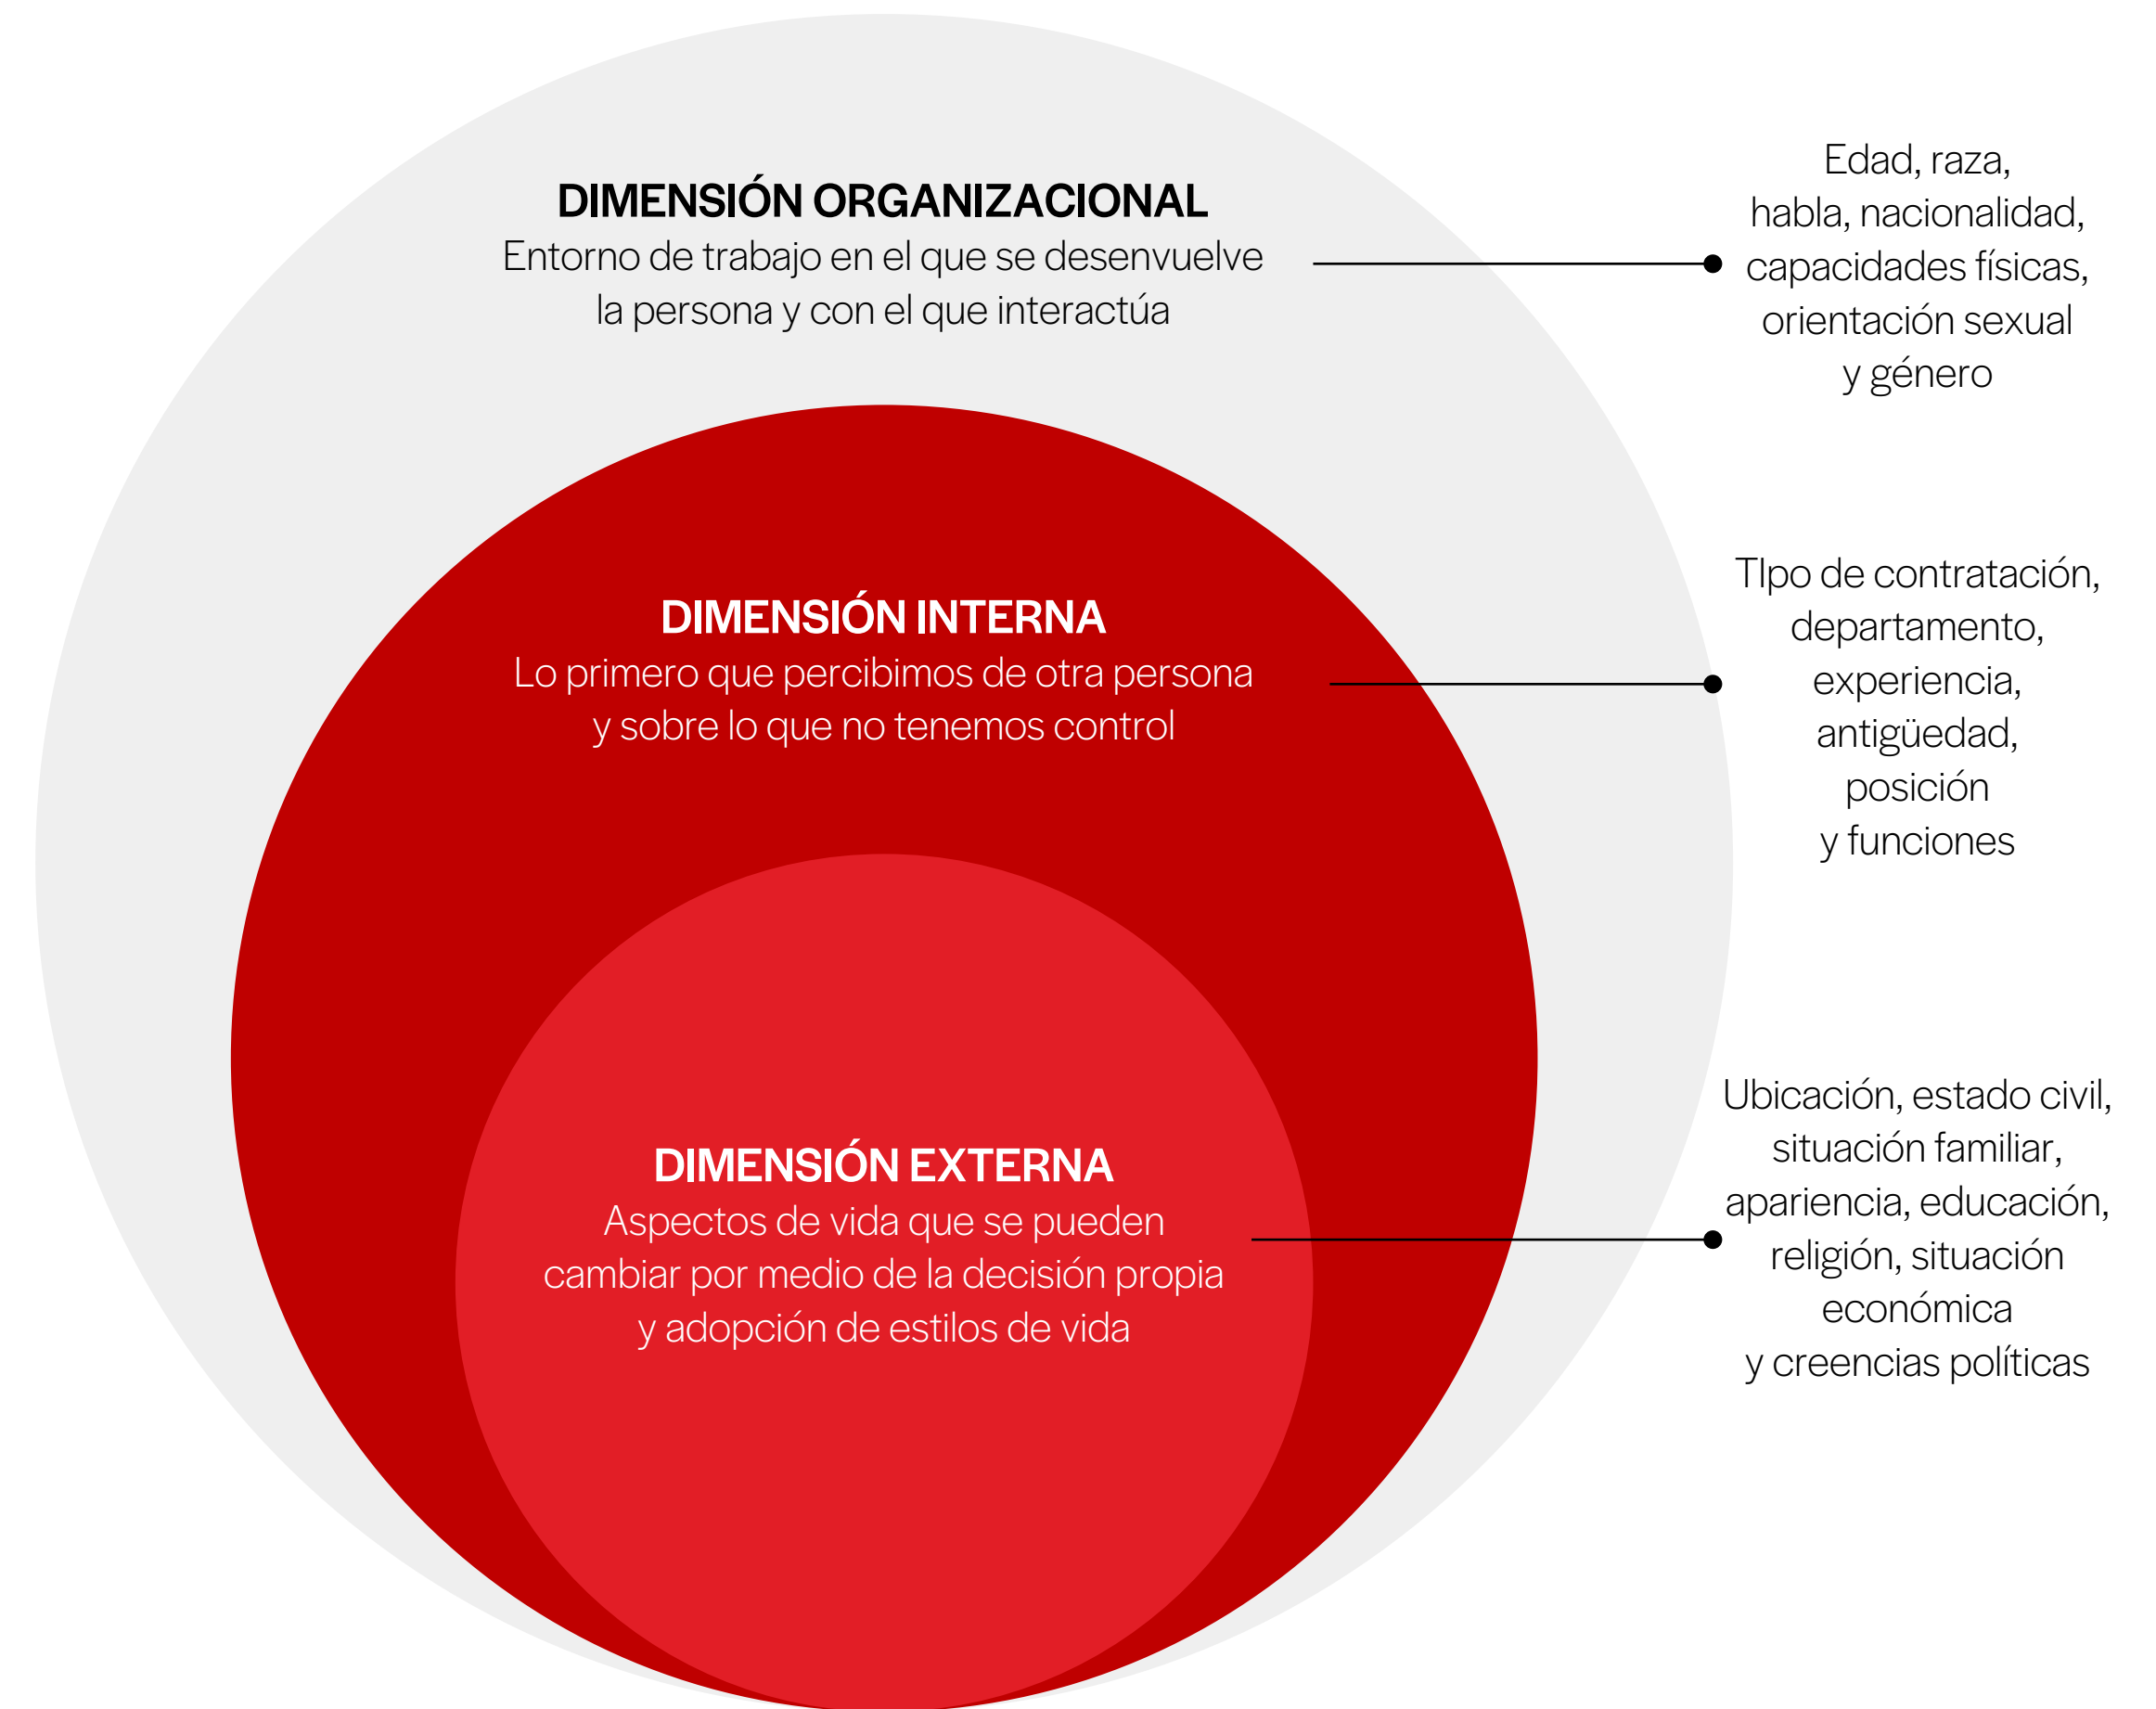 DIMENSIÓN ORGANIZACIONAL
Entorno de trabajo en el que se desenvuelve
la persona y con el que interactúa
Edad, raza,
habla, nacionalidad,
capacidades físicas,
orientación sexual
y género
DIMENSIÓN INTERNA
Lo primero que percibimos de otra persona
y sobre lo que no tenemos control
TIpo de contratación,
departamento,
experiencia,
antigüedad,
posición
y funciones
DIMENSIÓN EXTERNA
Aspectos de vida que se pueden
cambiar por medio de la decisión propia
y adopción de estilos de vida
Ubicación, estado civil,
situación familiar,
apariencia, educación,
religión, situación
económica
y creencias políticas